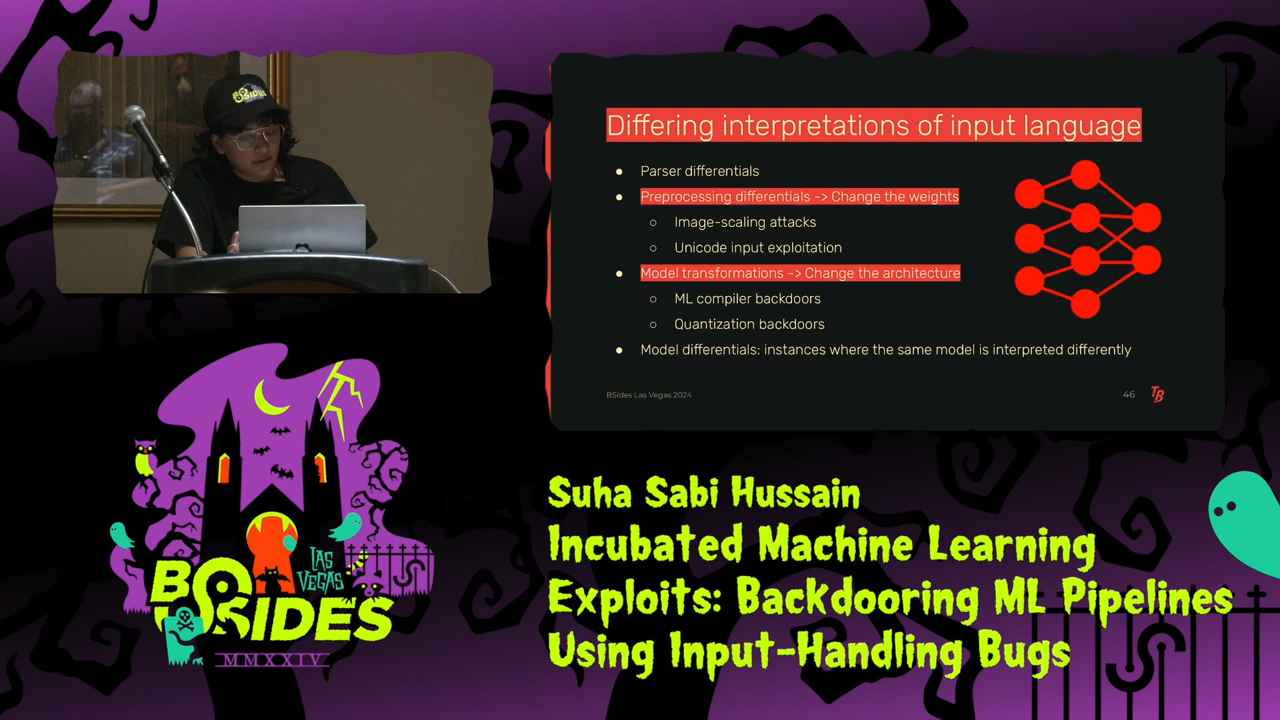 BSIDES
Differing interpretations of input language
Parser differentials
Preprocessing differentials -> Change the weights
Image-scaling attacks
Unicode input exploitation
Model transformations -> Change the architecture
ML compiler backdoors
Quantization backdoors
Model differentials: instances where the same model is interpreted differently
BSides Las Vegas 2024
46
TB
LAS
VEGAS
BSIDES
MMXXIV
Suha Sabi Hussain
Incubated Machine Learning
Exploits: Backdooring ML Pipelines
Using Input-Handling Bugs